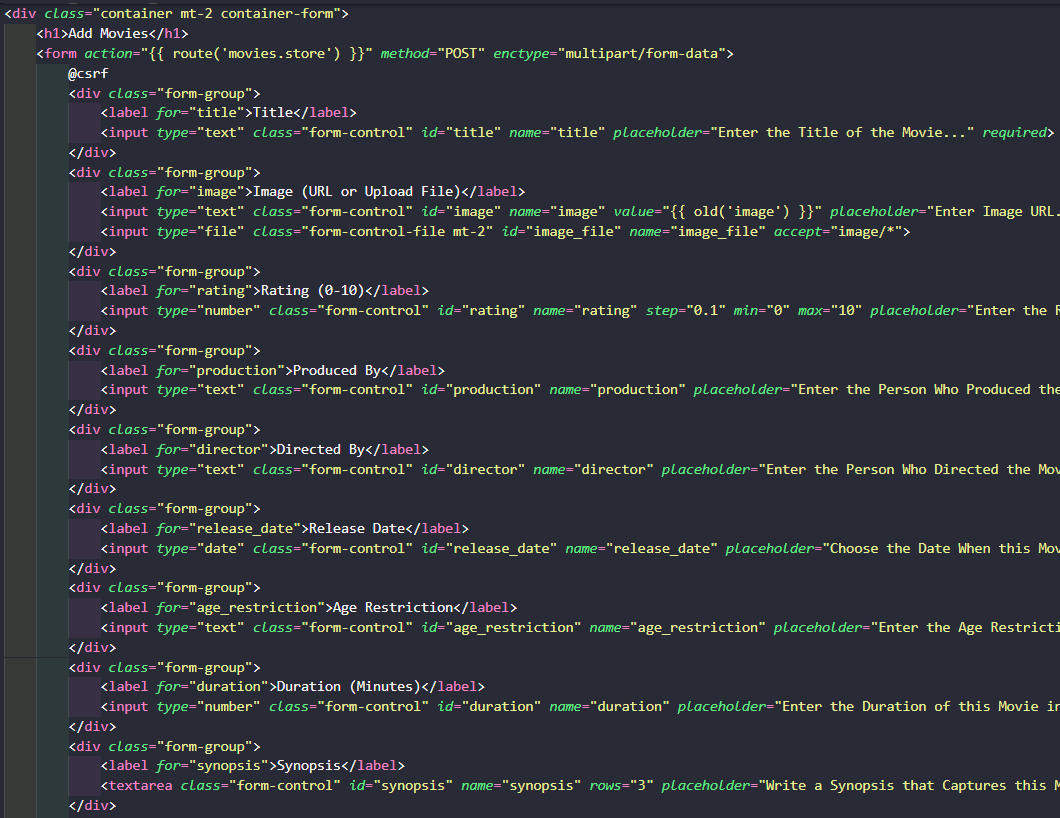 <div class="container mt-2 container-form">
    <h1>Add Movies</h1>
    <form action="{{ route('movies.store') }}" method="POST" enctype="multipart/form-data">
        @csrf
        <div class="form-group">
            <label for="title">Title</label>
            <input type="text" class="form-control" id="title" name="title" placeholder="Enter the Title of the Movie..." required>
        </div>
        <div class="form-group">
            <label for="image">Image (URL or Upload File)</label>
            <input type="text" class="form-control" id="image" name="image" value="{{ old('image') }}" placeholder="Enter Image URL.
            <input type="file" class="form-control-file mt-2" id="image_file" name="image_file" accept="image/*">
        </div>
        <div class="form-group">
            <label for="rating">Rating (0-10)</label>
            <input type="number" class="form-control" id="rating" name="rating" step="0.1" min="0" max="10" placeholder="Enter the
        </div>
        <div class="form-group">
            <label for="production">Produced By</label>
            <input type="text" class="form-control" id="production" name="production" placeholder="Enter the Person Who Produced the
        </div>
        <div class="form-group">
            <label for="director">Directed By</label>
            <input type="text" class="form-control" id="director" name="director" placeholder="Enter the Person Who Directed the Mov
        </div>
        <div class="form-group">
            <label for="release_date">Release Date</label>
            <input type="date" class="form-control" id="release_date" name="release_date" placeholder="Choose the Date When this Mov
        </div>
        <div class="form-group">
            <label for="age_restriction">Age Restriction</label>
            <input type="text" class="form-control" id="age_restriction" name="age_restriction" placeholder="Enter the Age Restricti
        </div>
        <div class="form-group">
            <label for="duration">Duration (Minutes)</label>
            <input type="number" class="form-control" id="duration" name="duration" placeholder="Enter the Duration of this Movie in
        </div>
        <div class="form-group">
            <label for="synopsis">Synopsis</label>
            <textarea class="form-control" id="synopsis" name="synopsis" rows="3" placeholder="Write a Synopsis that Captures this
        </div>